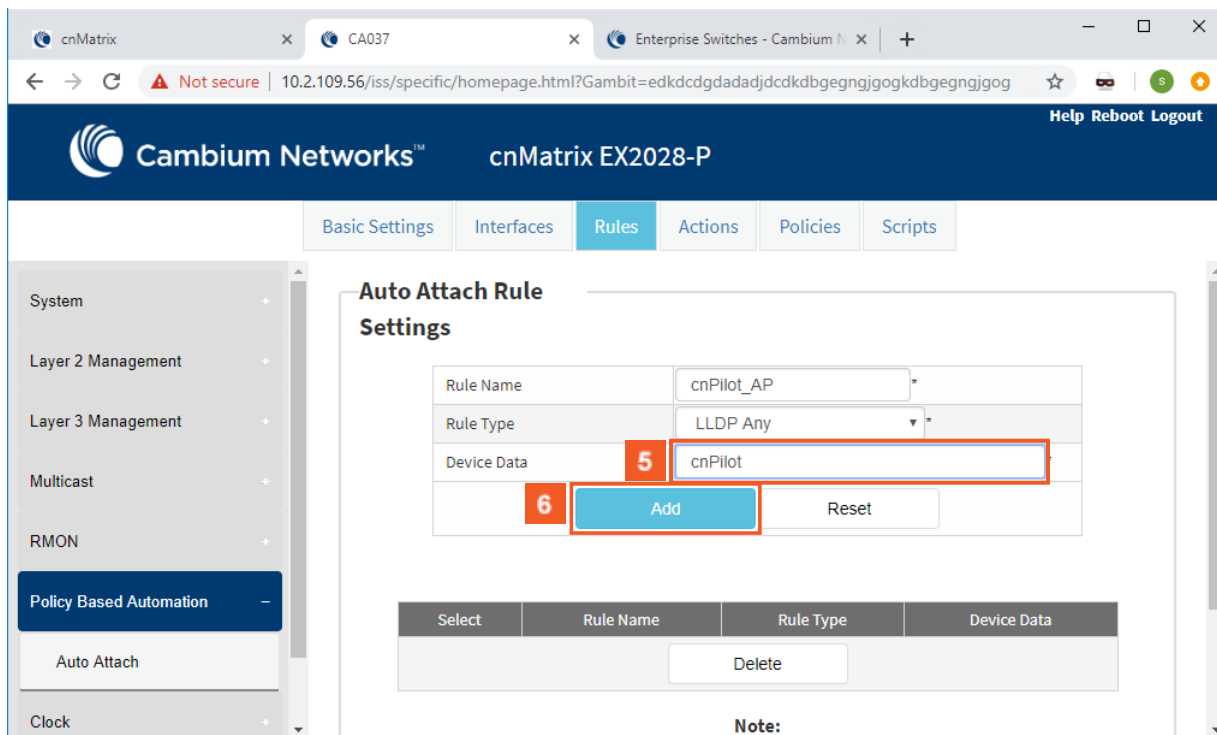 cnMatrix
CA037
Enterprise Switches - Cambium N
Not secure | 10.2.109.56/iss/specific/homepage.html?Gambit=edkdcdgdadadjdcdkdbgegngjgogkdbgegngjgog
S
Help Reboot Logout
Cambium Networks™ cnMatrix EX2028-P
Basic Settings Interfaces Rules Actions Policies Scripts
System +
Layer 2 Management +
Layer 3 Management +
Multicast +
RMON +
Policy Based Automation –
Auto Attach
Clock +
Auto Attach Rule
Settings
Rule Name cnPilot_AP *
Rule Type LLDP Any *
Device Data 5 cnPilot *
6 Add Reset
Select Rule Name Rule Type Device Data
Delete
Note: